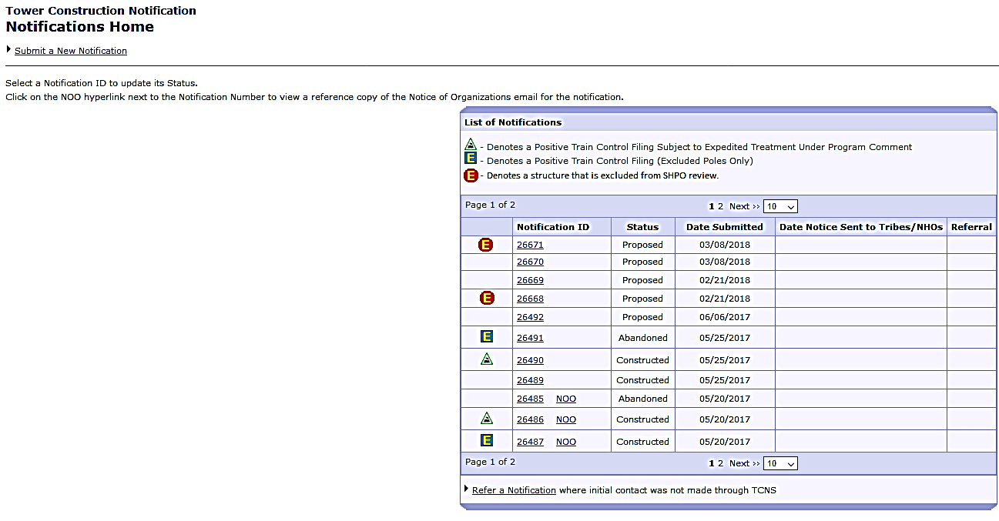 Tower Construction Notification
Notifications Home
Submit a New Notification
Select a Notification ID to update its Status.
Click on the NOO hyperlink next to the Notification Number to view a reference copy of the Notice of Organizations email for the notification.
List of Notifications
- Denotes a Positive Train Control Filing Subject to Expedited Treatment Under Program Comment
E - Denotes a Positive Train Control Filing (Excluded Poles Only)
E - Denotes a structure that is excluded from SHPO review.
Page 1 of 2 1 2 Next >> 10
Notification ID Status Date Submitted Date Notice Sent to Tribes/NHOs Referral
E 26671 Proposed 03/08/2018
26670 Proposed 03/08/2018
26669 Proposed 02/21/2018
E 26668 Proposed 02/21/2018
26492 Proposed 06/06/2017
E 26491 Abandoned 05/25/2017
26490 Constructed 05/25/2017
26489 Constructed 05/25/2017
26485 NOO Abandoned 05/20/2017
26486 NOO Constructed 05/20/2017
E 26487 NOO Constructed 05/20/2017
Page 1 of 2 1 2 Next >> 10
Refer a Notification where initial contact was not made through TCNS